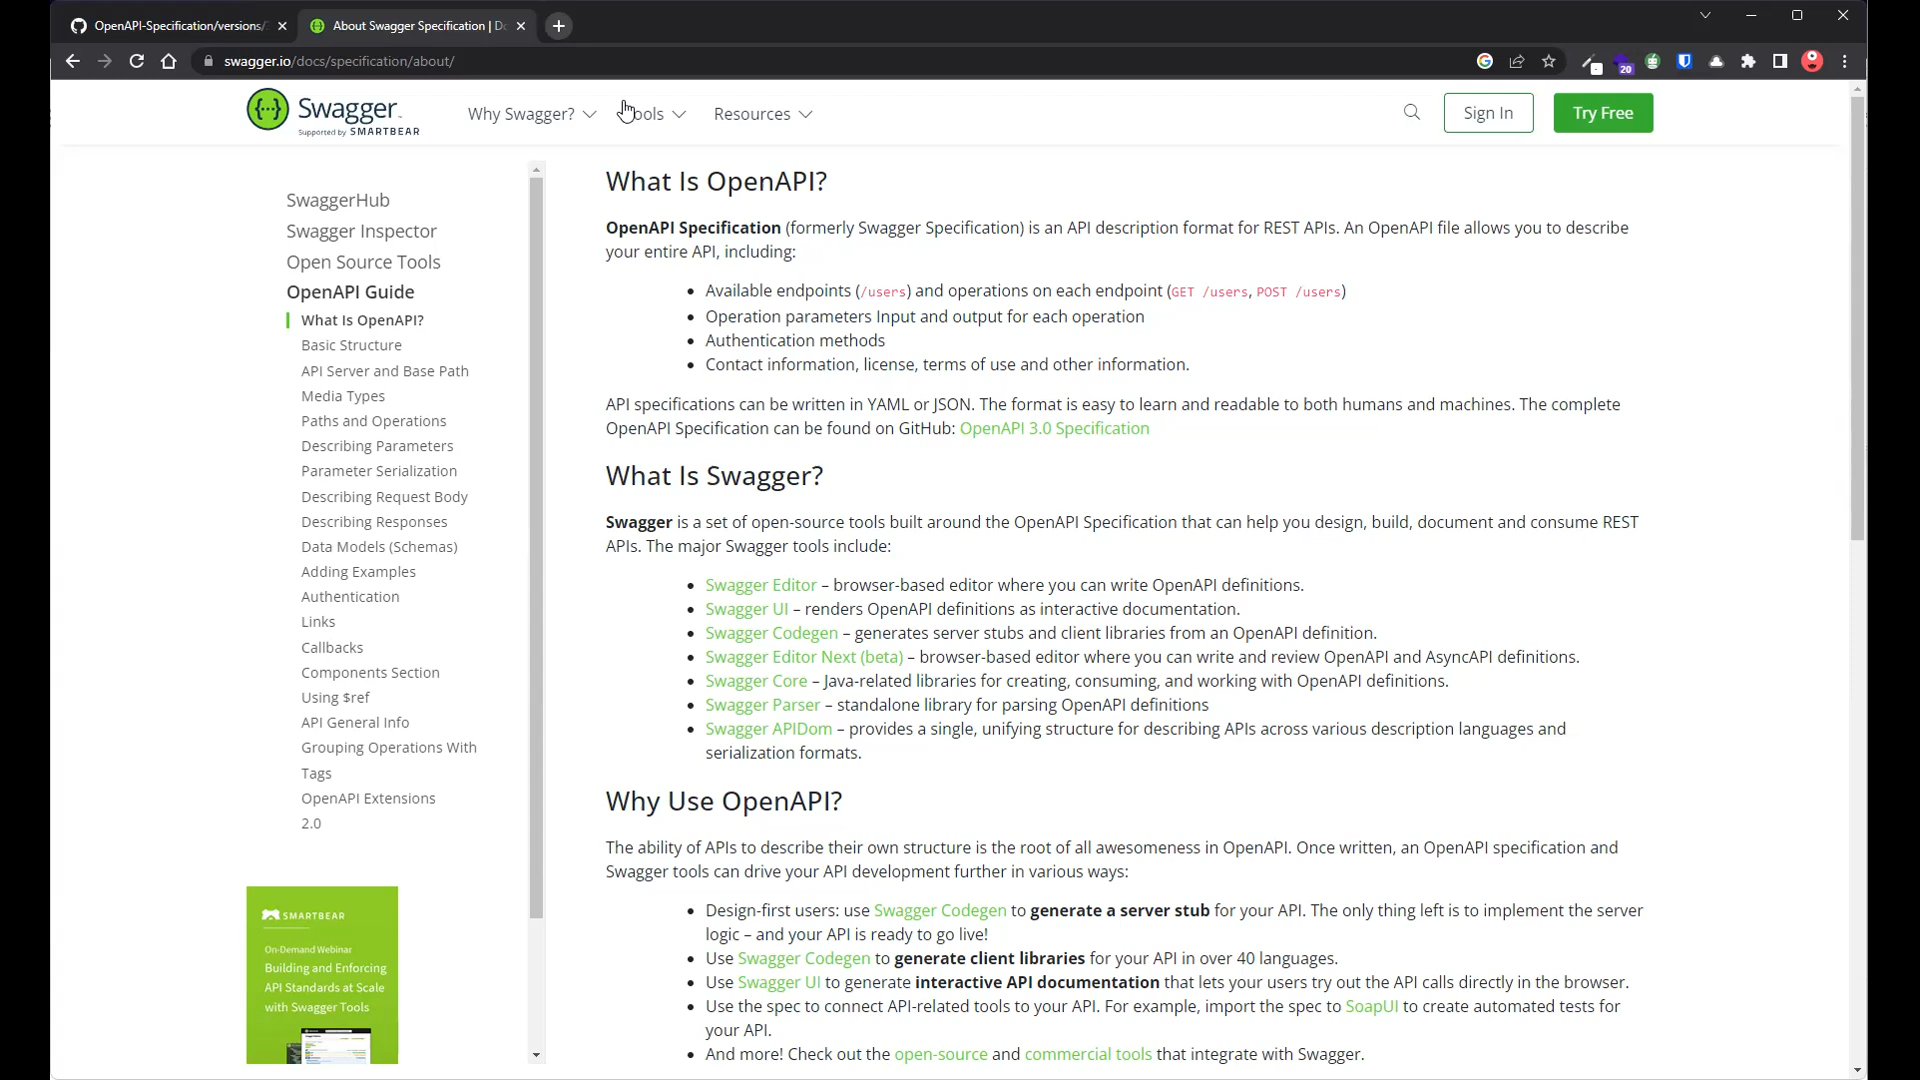 OpenAPI-Specification/versions/
About Swagger Specification | Do
swagger.io/docs/specification/about/
20
Swagger
Supported by SMARTBEAR
Why Swagger?
Resources
Sign In
Try Free
SwaggerHub
Swagger Inspector
Open Source Tools
OpenAPI Guide
What Is OpenAPI?
Basic Structure
API Server and Base Path
Media Types
Paths and Operations
Describing Parameters
Parameter Serialization
Describing Request Body
Describing Responses
Data Models (Schemas)
Adding Examples
Authentication
Links
Callbacks
Components Section
Using $ref
API General Info
Grouping Operations With
Tags
OpenAPI Extensions
2.0
SMARTBEAR
On-Demand Webinar
Building and Enforcing
API Standards at Scale
with Swagger Tools
What Is OpenAPI?
OpenAPI Specification (formerly Swagger Specification) is an API description format for REST APIs. An OpenAPI file allows you to describe
your entire API, including:
• Available endpoints (/users) and operations on each endpoint (GET /users, POST /users)
• Operation parameters Input and output for each operation
• Authentication methods
• Contact information, license, terms of use and other information.
API specifications can be written in YAML or JSON. The format is easy to learn and readable to both humans and machines. The complete
OpenAPI Specification can be found on GitHub: OpenAPI 3.0 Specification
What Is Swagger?
Swagger is a set of open-source tools built around the OpenAPI Specification that can help you design, build, document and consume REST
APIs. The major Swagger tools include:
• Swagger Editor – browser-based editor where you can write OpenAPI definitions.
• Swagger UI – renders OpenAPI definitions as interactive documentation.
• Swagger Codegen – generates server stubs and client libraries from an OpenAPI definition.
• Swagger Editor Next (beta) – browser-based editor where you can write and review OpenAPI and AsyncAPI definitions.
• Swagger Core – Java-related libraries for creating, consuming, and working with OpenAPI definitions.
• Swagger Parser – standalone library for parsing OpenAPI definitions
• Swagger APIDom – provides a single, unifying structure for describing APIs across various description languages and
serialization formats.
Why Use OpenAPI?
The ability of APIs to describe their own structure is the root of all awesomeness in OpenAPI. Once written, an OpenAPI specification and
Swagger tools can drive your API development further in various ways:
• Design-first users: use Swagger Codegen to generate a server stub for your API. The only thing left is to implement the server
logic – and your API is ready to go live!
• Use Swagger Codegen to generate client libraries for your API in over 40 languages.
• Use Swagger UI to generate interactive API documentation that lets your users try out the API calls directly in the browser.
• Use the spec to connect API-related tools to your API. For example, import the spec to SoapUI to create automated tests for
your API.
• And more! Check out the open-source and commercial tools that integrate with Swagger.